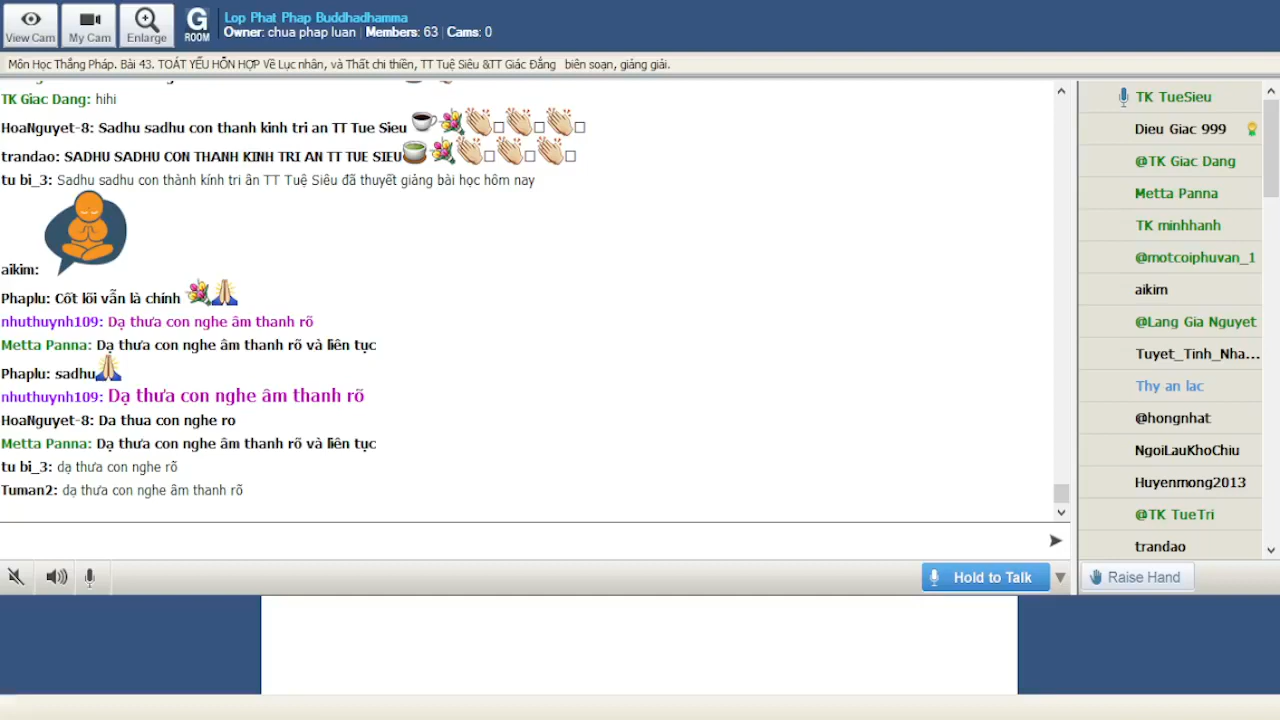 View Cam
My Cam
Enlarge
G
ROOM
Lop Phat Phap Buddhadhamma
Owner: chua phap luan | Members: 63 | Cams: 0
Môn Học Thắng Pháp. Bài 43. TOÁT YẾU HỖN HỢP Về Lục nhân, và Thất chi thiền, TT Tuệ Siêu &TT Giác Đẳng biên soạn, giảng giải.
TK Giac Dang: hihi
HoaNguyet-8: Sadhu sadhu con thanh kinh tri an TT Tue Sieu
trandao: SADHU SADHU CON THANH KINH TRI AN TT TUE SIEU
tu bi_3: Sadhu sadhu con thành kính tri ân TT Tuệ Siêu đã thuyết giảng bài học hôm nay
aikim:
Phaplu: Cốt lõi vẫn là chính
nhuthuynh109: Dạ thưa con nghe âm thanh rõ
Metta Panna: Dạ thưa con nghe âm thanh rõ và liên tục
Phaplu: sadhu
nhuthuynh109: Dạ thưa con nghe âm thanh rõ
HoaNguyet-8: Da thua con nghe ro
Metta Panna: Dạ thưa con nghe âm thanh rõ và liên tục
tu bi_3: dạ thưa con nghe rõ
Tuman2: dạ thưa con nghe âm thanh rõ
TK TueSieu
Dieu Giac 999
@TK Giac Dang
Metta Panna
TK minhhanh
@motcoiphuvan_1
aikim
@Lang Gia Nguyet
Tuyet_Tinh_Nha...
Thy an lac
@hongnhat
NgoiLauKhoChiu
Huyenmong2013
@TK TueTri
trandao
Hold to Talk
Raise Hand